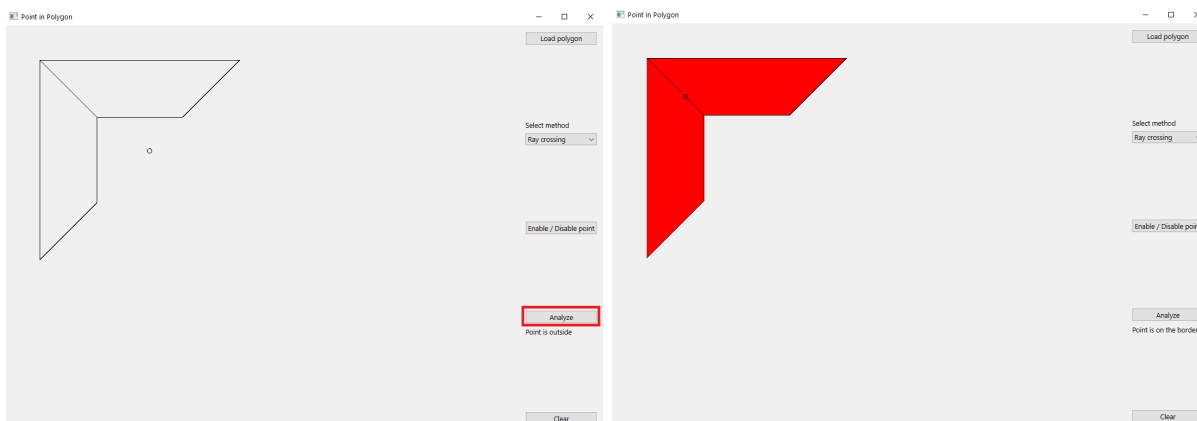 Point in Polygon
Load polygon
Select method
Ray crossing
Enable / Disable point
Analyze
Point is outside
Clear
Point in Polygon
Load polygon
Select method
Ray crossing
Enable / Disable poin
Analyze
Point is on the border
Clear